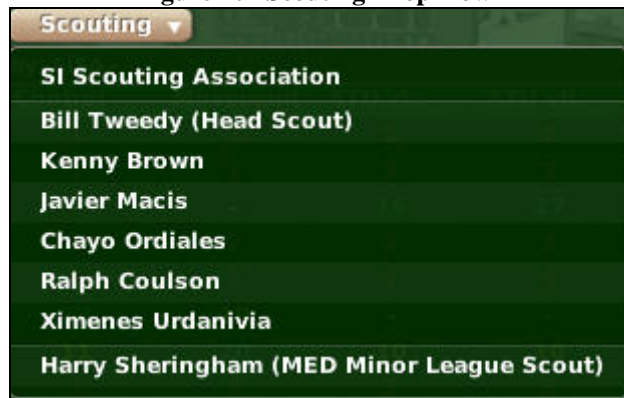 Scouting
SI Scouting Association
Bill Tweedy (Head Scout)
Kenny Brown
Javier Macis
Chayo Ordiales
Ralph Coulson
Ximenes Urdanivia
Harry Sheringham (MED Minor League Scout)